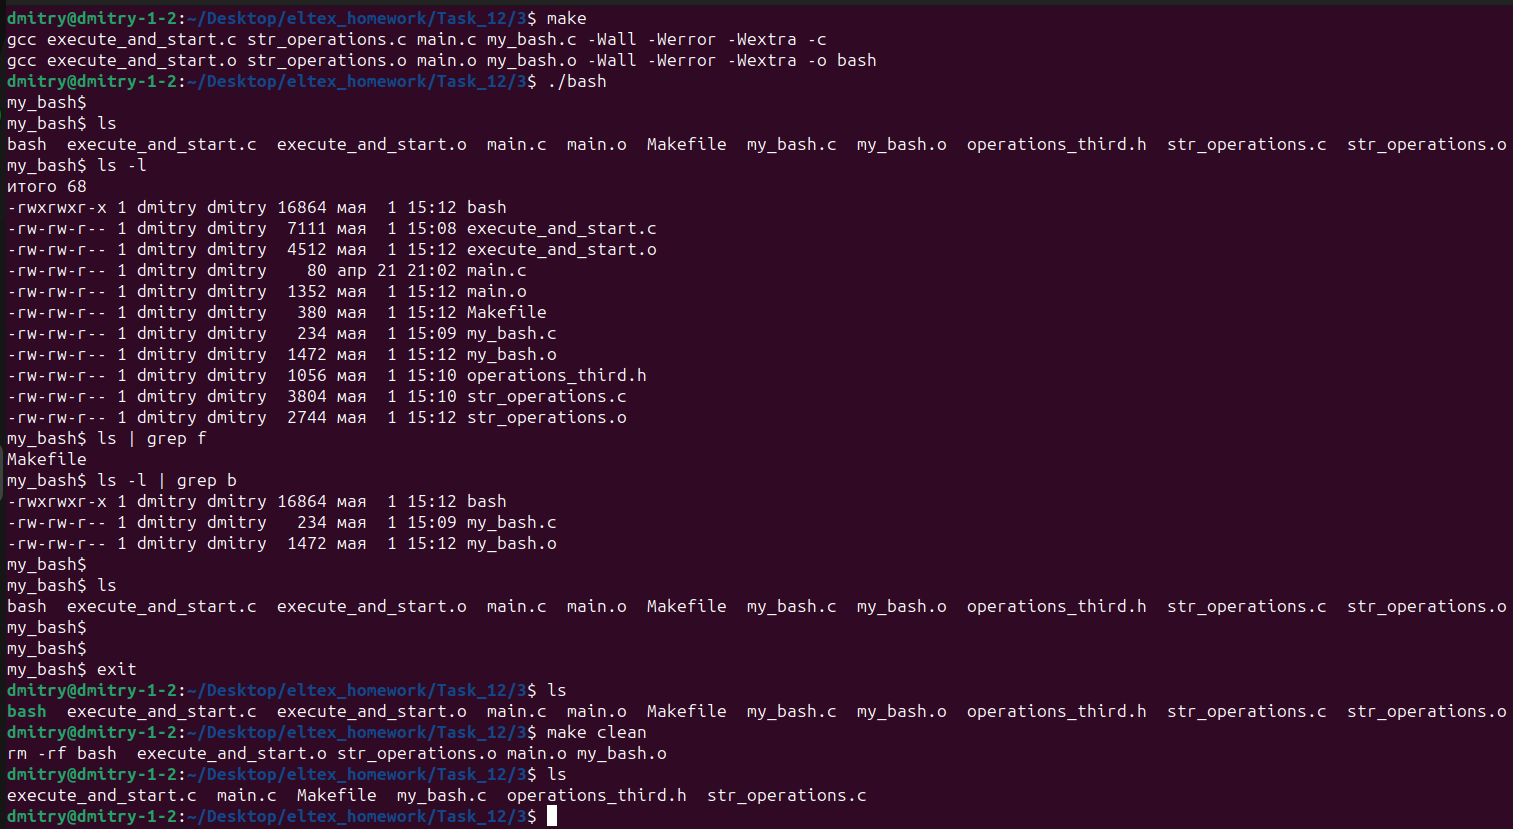 dmitry@dmitry-1-2:~/Desktop/eltex_homework/Task_12/3$ make
gcc execute_and_start.c str_operations.c main.c my_bash.c -Wall -Werror -Wextra -c
gcc execute_and_start.o str_operations.o main.o my_bash.o -Wall -Werror -Wextra -o bash
dmitry@dmitry-1-2:~/Desktop/eltex_homework/Task_12/3$ ./bash
my_bash$
my_bash$ ls
bash  execute_and_start.c  execute_and_start.o  main.c  main.o  Makefile  my_bash.c  my_bash.o  operations_third.h  str_operations.c  str_operations.o
my_bash$ ls -l
итого 68
-rwxrwxr-x 1 dmitry dmitry 16864 мая  1 15:12 bash
-rw-rw-r-- 1 dmitry dmitry  7111 мая  1 15:08 execute_and_start.c
-rw-rw-r-- 1 dmitry dmitry  4512 мая  1 15:12 execute_and_start.o
-rw-rw-r-- 1 dmitry dmitry    80 апр 21 21:02 main.c
-rw-rw-r-- 1 dmitry dmitry  1352 мая  1 15:12 main.o
-rw-rw-r-- 1 dmitry dmitry   380 мая  1 15:12 Makefile
-rw-rw-r-- 1 dmitry dmitry   234 мая  1 15:09 my_bash.c
-rw-rw-r-- 1 dmitry dmitry  1472 мая  1 15:12 my_bash.o
-rw-rw-r-- 1 dmitry dmitry  1056 мая  1 15:10 operations_third.h
-rw-rw-r-- 1 dmitry dmitry  3804 мая  1 15:10 str_operations.c
-rw-rw-r-- 1 dmitry dmitry  2744 мая  1 15:12 str_operations.o
my_bash$ ls | grep f
Makefile
my_bash$ ls -l | grep b
-rwxrwxr-x 1 dmitry dmitry 16864 мая  1 15:12 bash
-rw-rw-r-- 1 dmitry dmitry   234 мая  1 15:09 my_bash.c
-rw-rw-r-- 1 dmitry dmitry  1472 мая  1 15:12 my_bash.o
my_bash$
my_bash$ ls
bash  execute_and_start.c  execute_and_start.o  main.c  main.o  Makefile  my_bash.c  my_bash.o  operations_third.h  str_operations.c  str_operations.o
my_bash$
my_bash$
my_bash$ exit
dmitry@dmitry-1-2:~/Desktop/eltex_homework/Task_12/3$ ls
bash  execute_and_start.c  execute_and_start.o  main.c  main.o  Makefile  my_bash.c  my_bash.o  operations_third.h  str_operations.c  str_operations.o
dmitry@dmitry-1-2:~/Desktop/eltex_homework/Task_12/3$ make clean
rm -rf bash  execute_and_start.o str_operations.o main.o my_bash.o
dmitry@dmitry-1-2:~/Desktop/eltex_homework/Task_12/3$ ls
execute_and_start.c  main.c  Makefile  my_bash.c  operations_third.h  str_operations.c
dmitry@dmitry-1-2:~/Desktop/eltex_homework/Task_12/3$